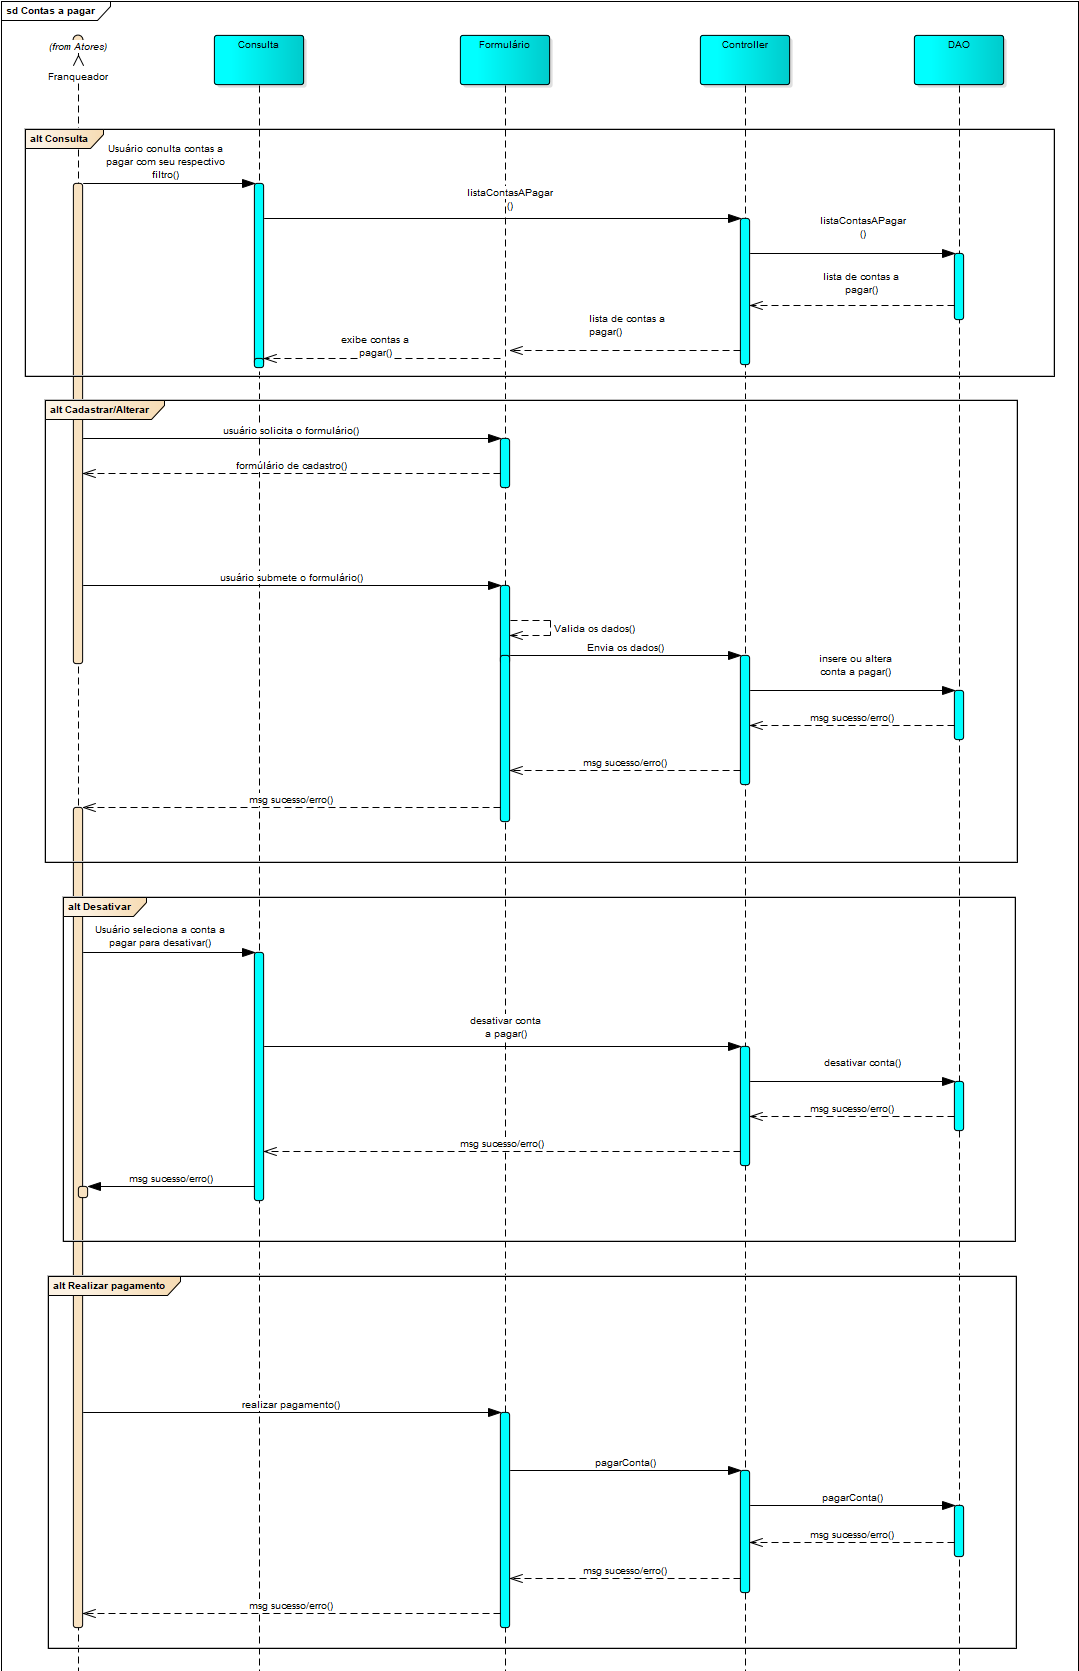 sd Contas a pagar
(from Atores)
Franqueador
Consulta
Formulário
Controller
DAO
alt Consulta
Usuário conulta contas a
pagar com seu respectivo
filtro()
listaContasAPagar
()
listaContasAPagar
()
lista de contas a
pagar()
lista de contas a
pagar()
exibe contas a
pagar()
alt Cadastrar/Alterar
usuário solicita o formulário()
formulário de cadastro()
usuário submete o formulário()
Valida os dados()
Envia os dados()
insere ou altera
conta a pagar()
msg sucesso/erro()
msg sucesso/erro()
msg sucesso/erro()
alt Desativar
Usuário seleciona a conta a
pagar para desativar()
desativar conta
a pagar()
desativar conta()
msg sucesso/erro()
msg sucesso/erro()
msg sucesso/erro()
alt Realizar pagamento
realizar pagamento()
pagarConta()
pagarConta()
msg sucesso/erro()
msg sucesso/erro()
msg sucesso/erro()